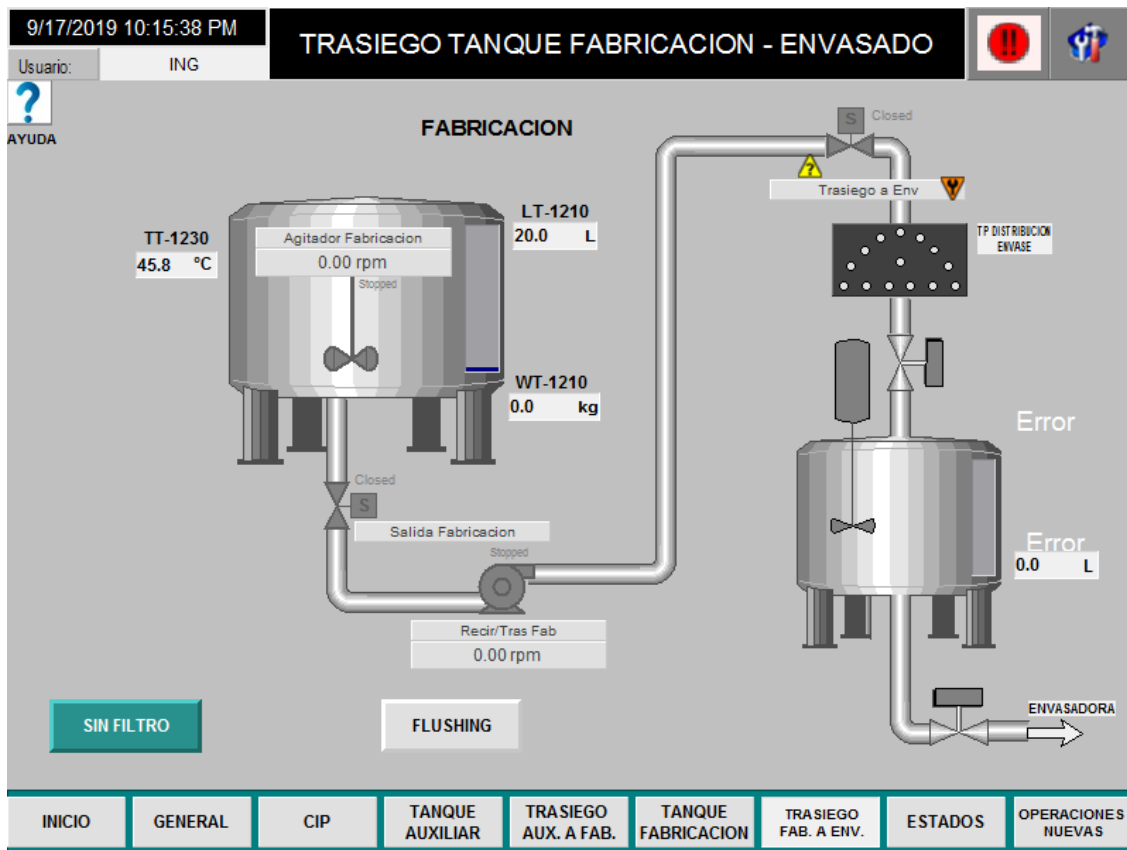 9/17/2019 10:15:38 PM
TRASIEGO TANQUE FABRICACION - ENVASADO
!!
Usuario:
ING
?
AYUDA
FABRICACION
S
Closed
?
Trasiego a Env
LT-1210
20.0 L
TT-1230
45.8 °C
Agitador Fabricacion
0.00 rpm
Stopped
TP DISTRIBUCION
ENVASE
WT-1210
0.0 kg
Error
Closed
S
Salida Fabricacion
Stopped
Error
0.0 L
Recir/Tras Fab
0.00 rpm
SIN FILTRO
FLUSHING
ENVASADORA
INICIO
GENERAL
CIP
TANQUE
AUXILIAR
TRASIEGO
AUX. A FAB.
TANQUE
FABRICACION
TRASIEGO
FAB. A ENV.
ESTADOS
OPERACIONES
NUEVAS